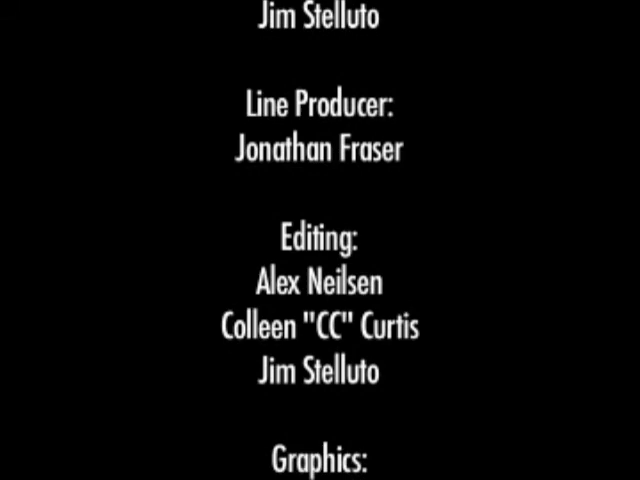 Jim Stelluto
Line Producer:
Jonathan Fraser
Editing:
Alex Neilsen
Colleen "CC" Curtis
Jim Stelluto
Graphics: